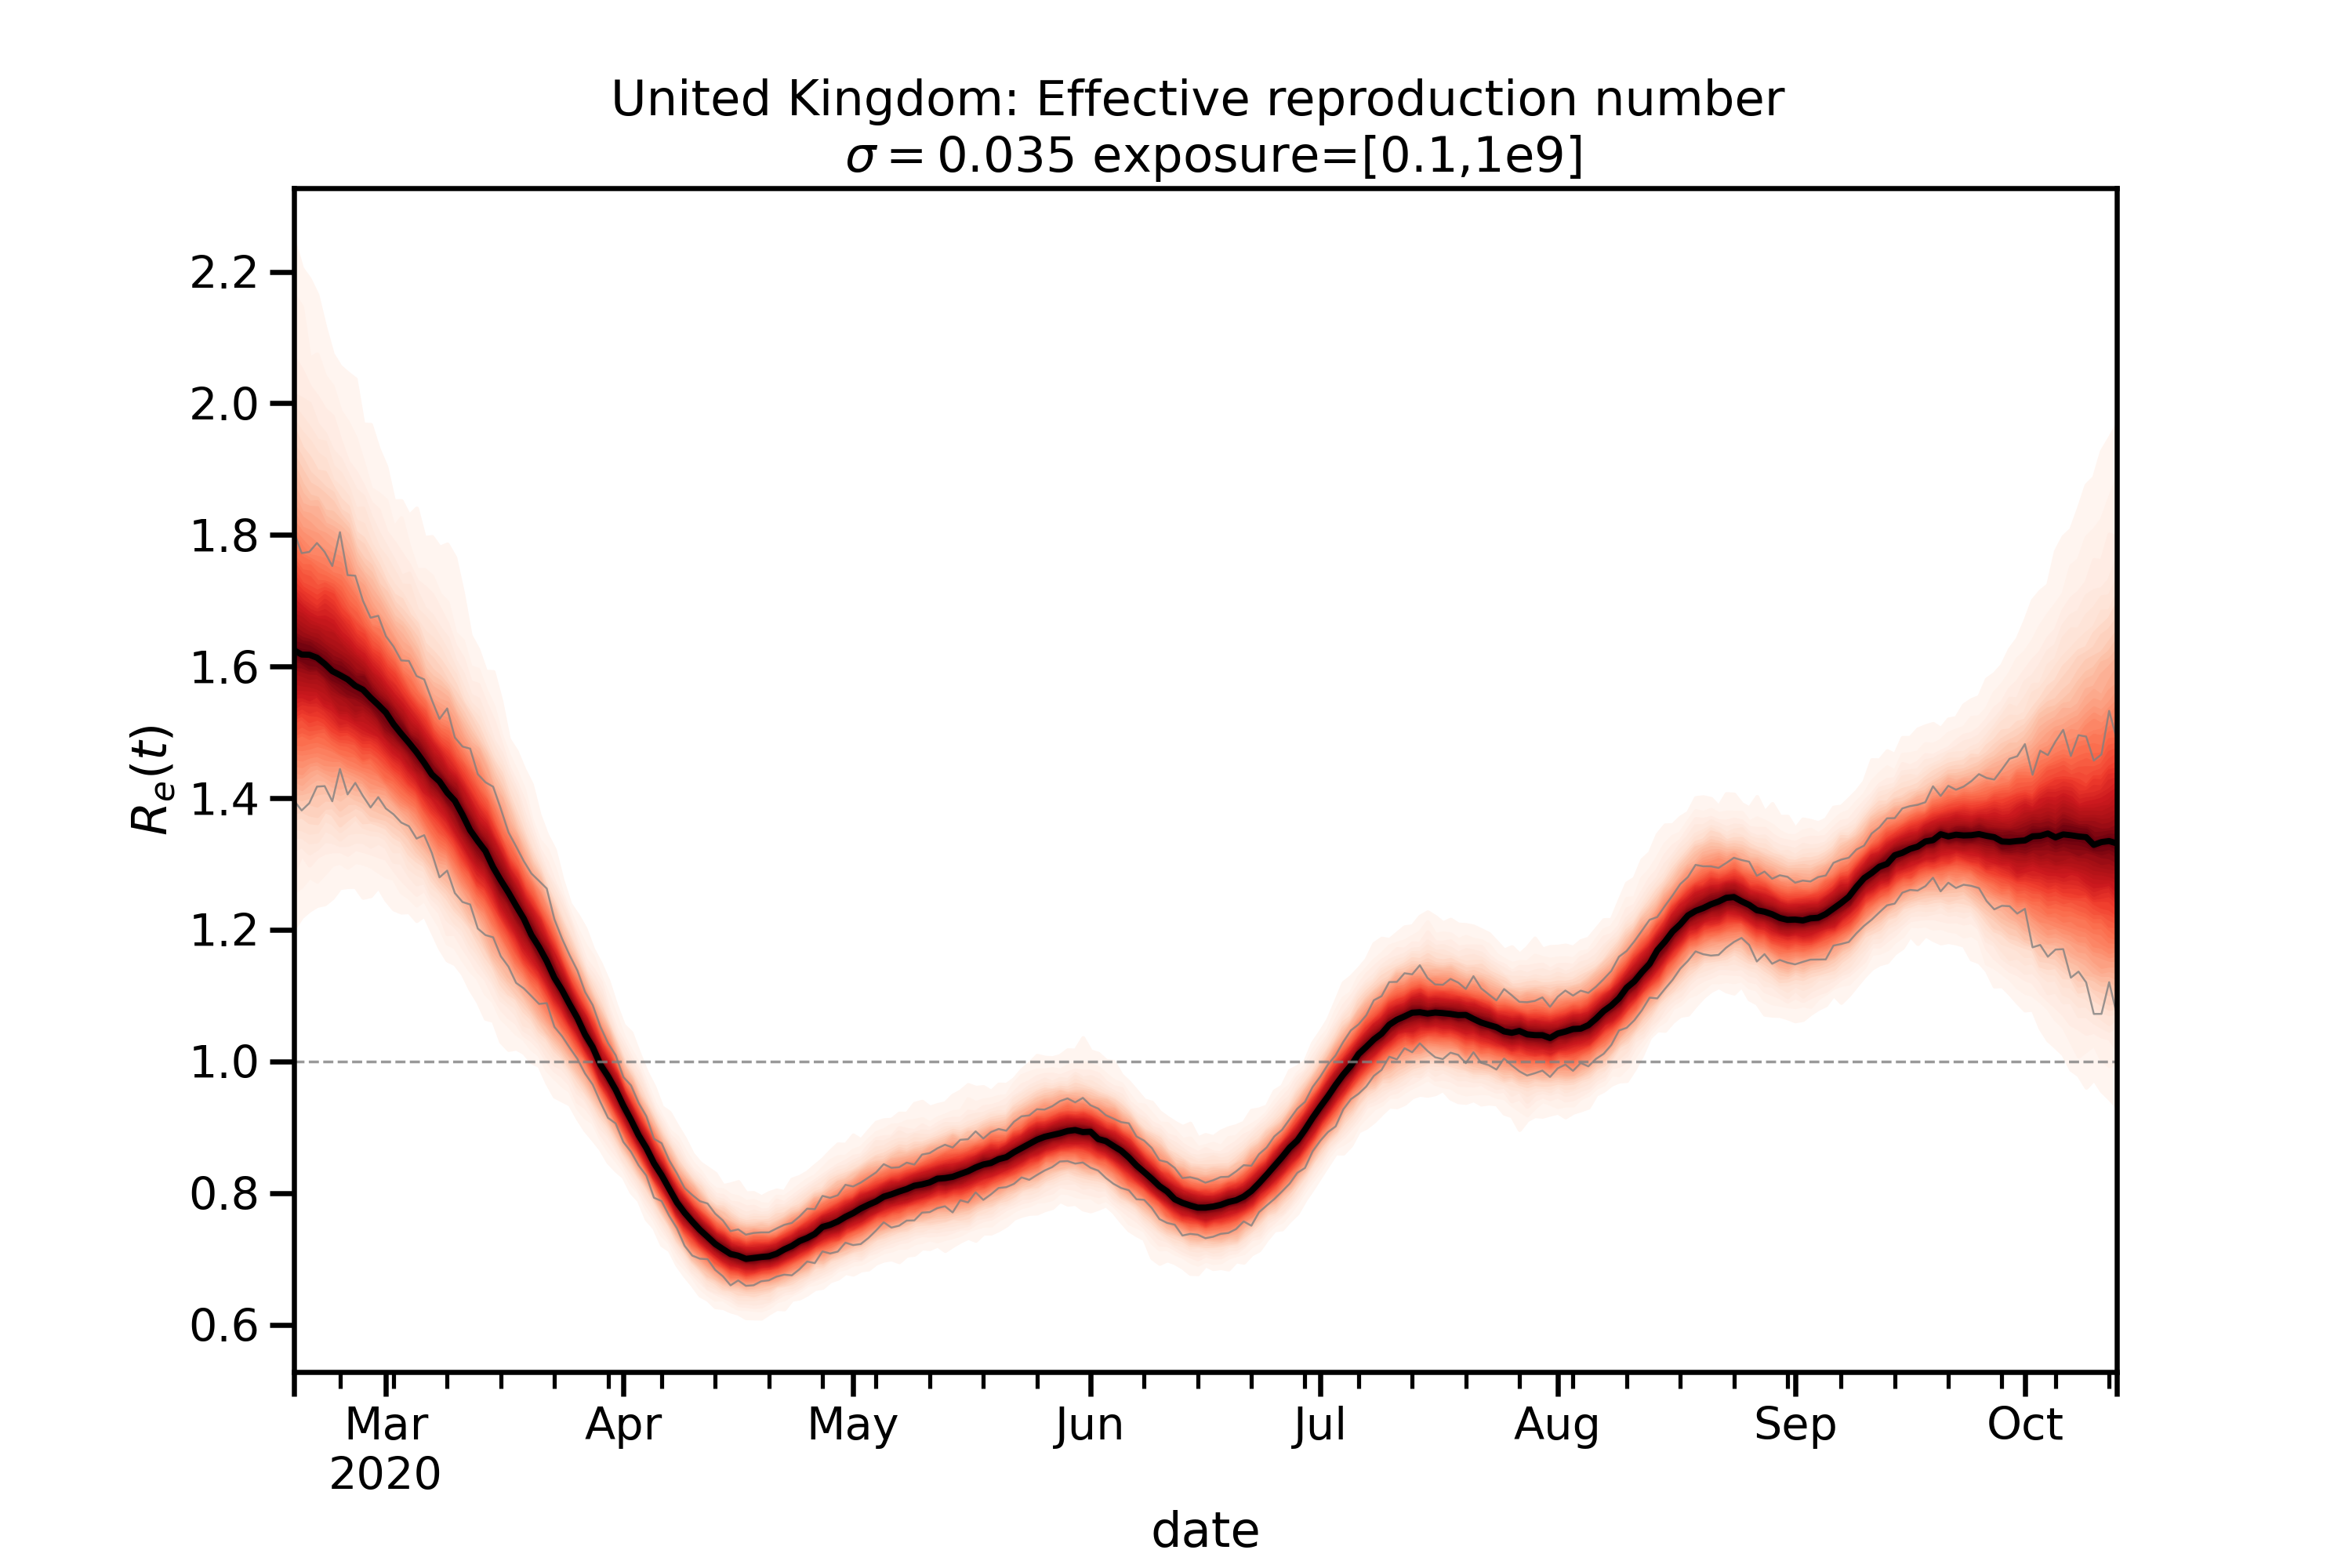 United Kingdom: Effective reproduction number
σ = 0.035 exposure=[0.1,1e9]
2.2
2.0
1.8
1.6
1.4
1.2
1.0
0.8
0.6
R_e(t)
Mar Apr May Jun Jul Aug Sep Oct
2020
date